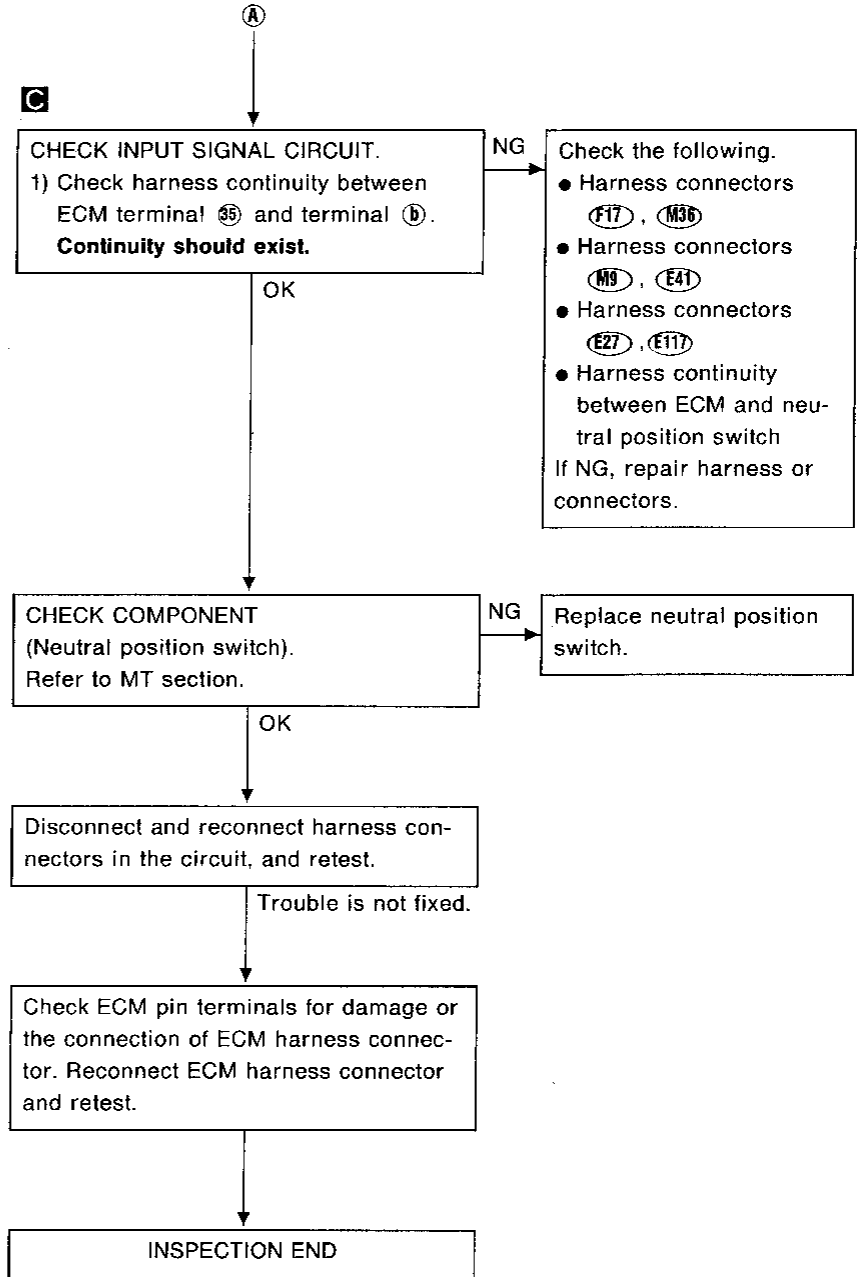 A
C
CHECK INPUT SIGNAL CIRCUIT.
1) Check harness continuity between
ECM terminal 35 and terminal b.
Continuity should exist.
NG
Check the following.
● Harness connectors
F17, M36
● Harness connectors
M9, E41
● Harness connectors
E27, E117
● Harness continuity
between ECM and neu-
tral position switch
If NG, repair harness or
connectors.
OK
CHECK COMPONENT
(Neutral position switch).
Refer to MT section.
NG
Replace neutral position
switch.
OK
Disconnect and reconnect harness con-
nectors in the circuit, and retest.
Trouble is not fixed.
Check ECM pin terminals for damage or
the connection of ECM harness connec-
tor. Reconnect ECM harness connector
and retest.
INSPECTION END